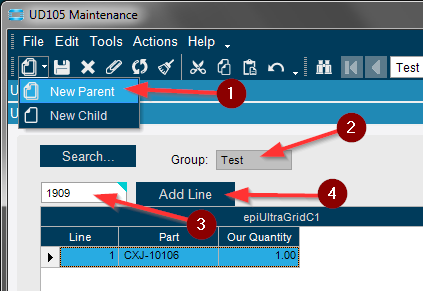 UD105 Maintenance
File Edit Tools Actions Help
Test
New Parent 1
U
New Child
U
2
Search... Group: Test
1909 Add Line 4
3
epiUltraGridC1
Line Part Our Quantity
1 CXJ-10106 1.00